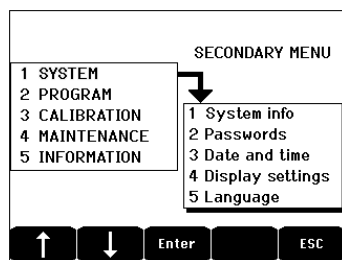 SECONDARY MENU
1 SYSTEM
2 PROGRAM
3 CALIBRATION
4 MAINTENANCE
5 INFORMATION
1 System info
2 Passwords
3 Date and time
4 Display settings
5 Language
↑ ↓ Enter ESC